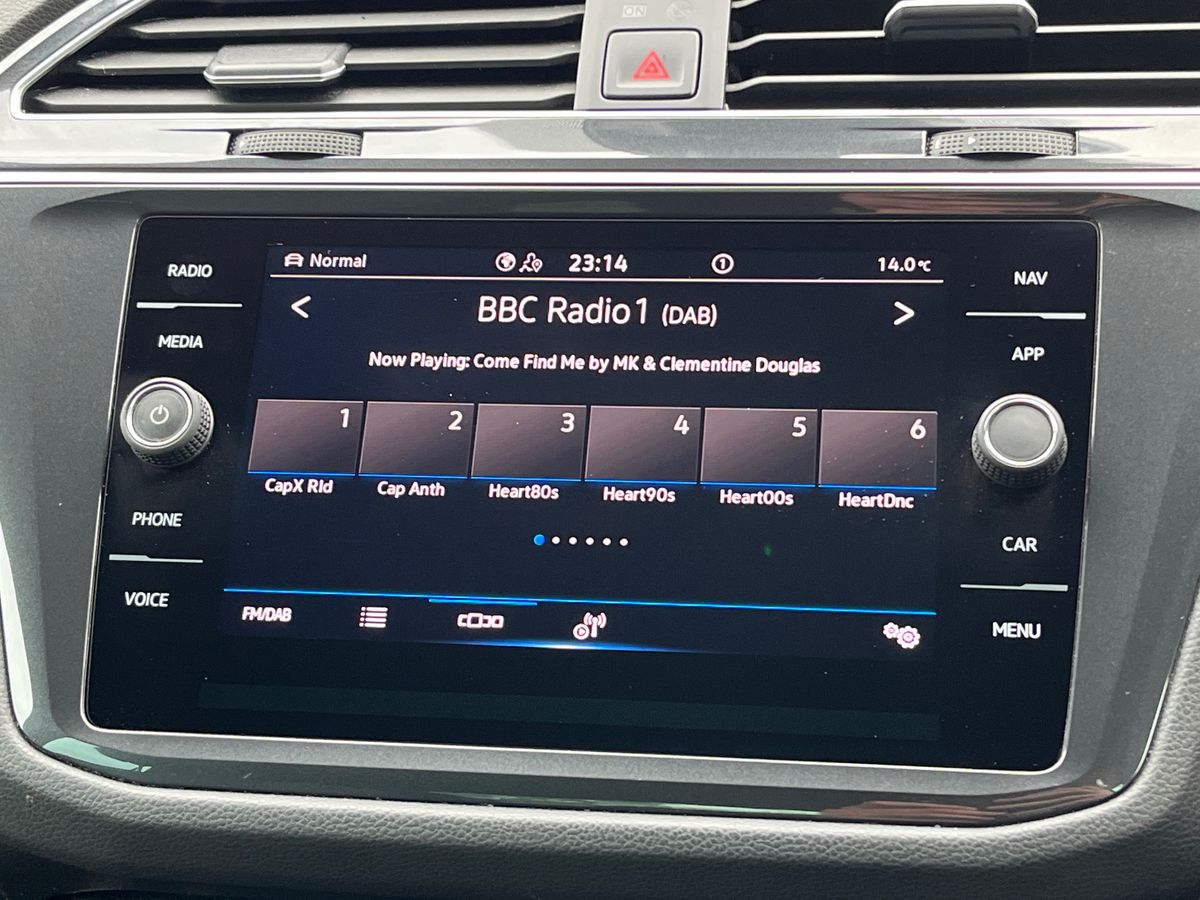 ON
RADIO
MEDIA
PHONE
VOICE
Normal 23:14 1 14.0°C
< BBC Radio1 (DAB) >
Now Playing: Come Find Me by MK & Clementine Douglas
1 2 3 4 5 6
CapX Rld Cap Anth Heart80s Heart90s Heart00s HeartDnc
FM/DAB
NAV
APP
CAR
MENU